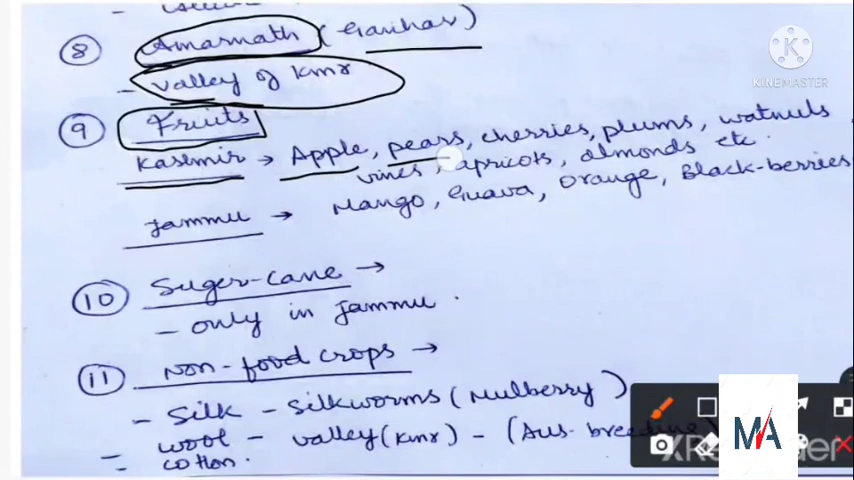 8 Amarnath (Ganhar)
- Valley of Kmr
9 Fruits
Kashmir → Apple, pears, cherries, plums, watnuts,
vines, apricots, almonds etc.
Jammu → Mango, Guava, Orange, Black-berries
10 Suger-cane →
- only in Jammu.
11 Non-food crops →
- Silk - Silkworms (Mulberry)
- wool - valley (Kmr) - (Aus-breeding)
- cotton.
K
KINEMASTER
MA